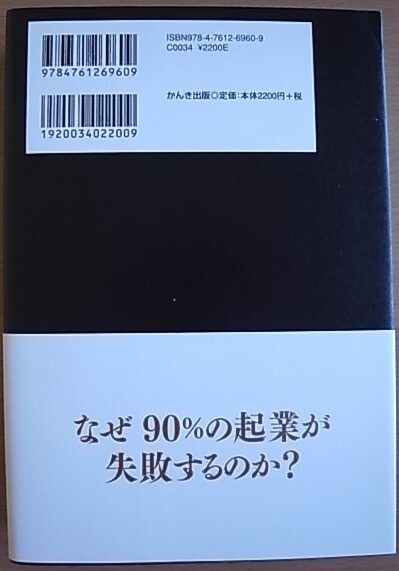 ISBN978-4-7612-6960-9
C0034 ¥2200E
9784761269609
かんき出版◎定価:本体2200円+税
1920034022009
なぜ 90%の起業が
失敗するのか?